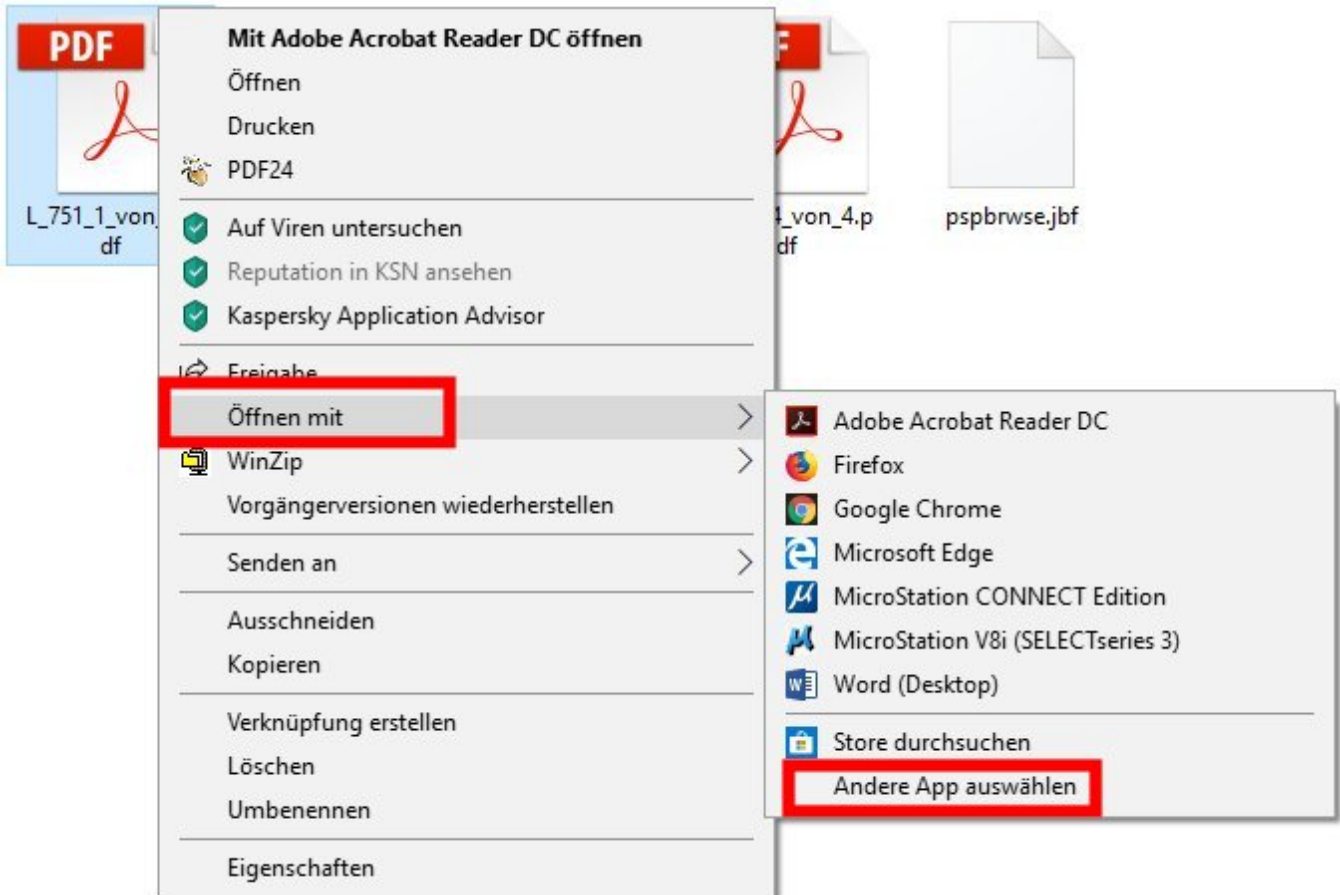 PDF
L_751_1_von_
df
F
4_von_4.p
df
pspbrwse.jbf
Mit Adobe Acrobat Reader DC öffnen
Öffnen
Drucken
PDF24
Auf Viren untersuchen
Reputation in KSN ansehen
Kaspersky Application Advisor
Freigabe
Öffnen mit
WinZip
Vorgängerversionen wiederherstellen
Senden an
Ausschneiden
Kopieren
Verknüpfung erstellen
Löschen
Umbenennen
Eigenschaften
Adobe Acrobat Reader DC
Firefox
Google Chrome
Microsoft Edge
MicroStation CONNECT Edition
MicroStation V8i (SELECTseries 3)
Word (Desktop)
Store durchsuchen
Andere App auswählen